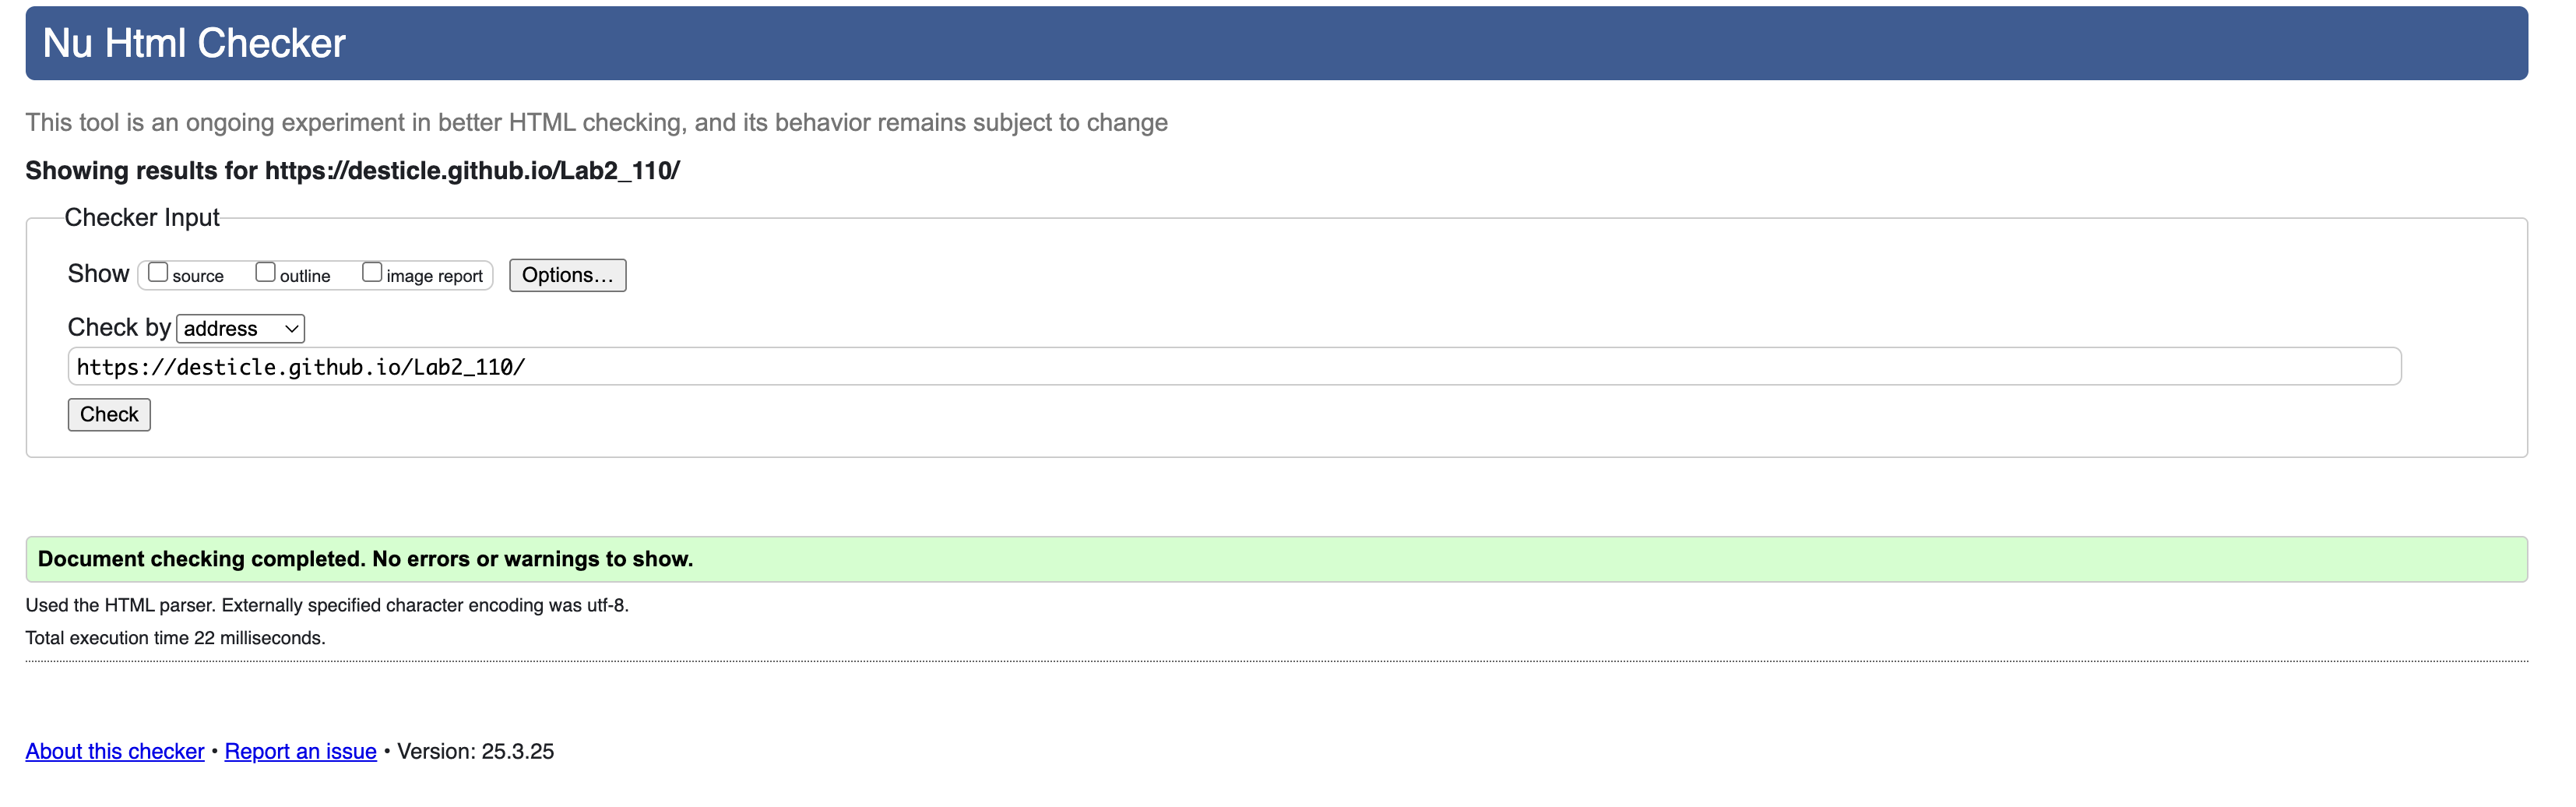 Nu Html Checker
This tool is an ongoing experiment in better HTML checking, and its behavior remains subject to change
Showing results for https://desticle.github.io/Lab2_110/
Checker Input
Show source outline image report Options…
Check by address
https://desticle.github.io/Lab2_110/
Check
Document checking completed. No errors or warnings to show.
Used the HTML parser. Externally specified character encoding was utf-8.
Total execution time 22 milliseconds.
About this checker • Report an issue • Version: 25.3.25